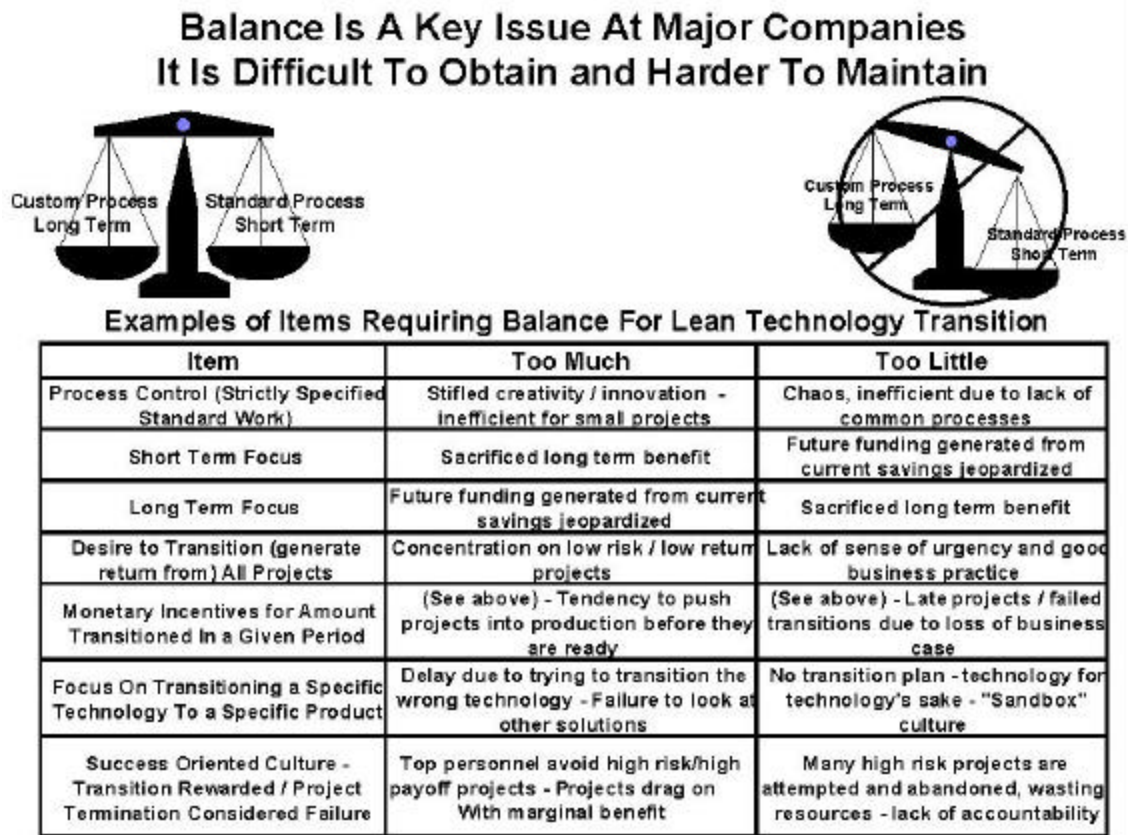 Balance Is A Key Issue At Major Companies
It Is Difficult To Obtain and Harder To Maintain
Custom Process
Long Term
Standard Process
Short Term
Custom Process
Long Term
Standard Process
Short Term
Examples of Items Requiring Balance For Lean Technology Transition
Item
Too Much
Too Little
Process Control (Strictly Specified
Standard Work)
Stifled creativity / innovation -
inefficient for small projects
Chaos, inefficient due to lack of
common processes
Short Term Focus
Sacrificed long term benefit
Future funding generated from
current savings jeopardized
Long Term Focus
Future funding generated from current
savings jeopardized
Sacrificed long term benefit
Desire to Transition (generate
return from) All Projects
Concentration on low risk / low return
projects
Lack of sense of urgency and good
business practice
Monetary Incentives for Amount
Transitioned In a Given Period
(See above) - Tendency to push
projects into production before they
are ready
(See above) - Late projects / failed
transitions due to loss of business
case
Focus On Transitioning a Specific
Technology To a Specific Product
Delay due to trying to transition the
wrong technology - Failure to look at
other solutions
No transition plan - technology for
technology's sake - "Sandbox"
culture
Success Oriented Culture -
Transition Rewarded / Project
Termination Considered Failure
Top personnel avoid high risk/high
payoff projects - Projects drag on
With marginal benefit
Many high risk projects are
attempted and abandoned, wasting
resources - lack of accountability